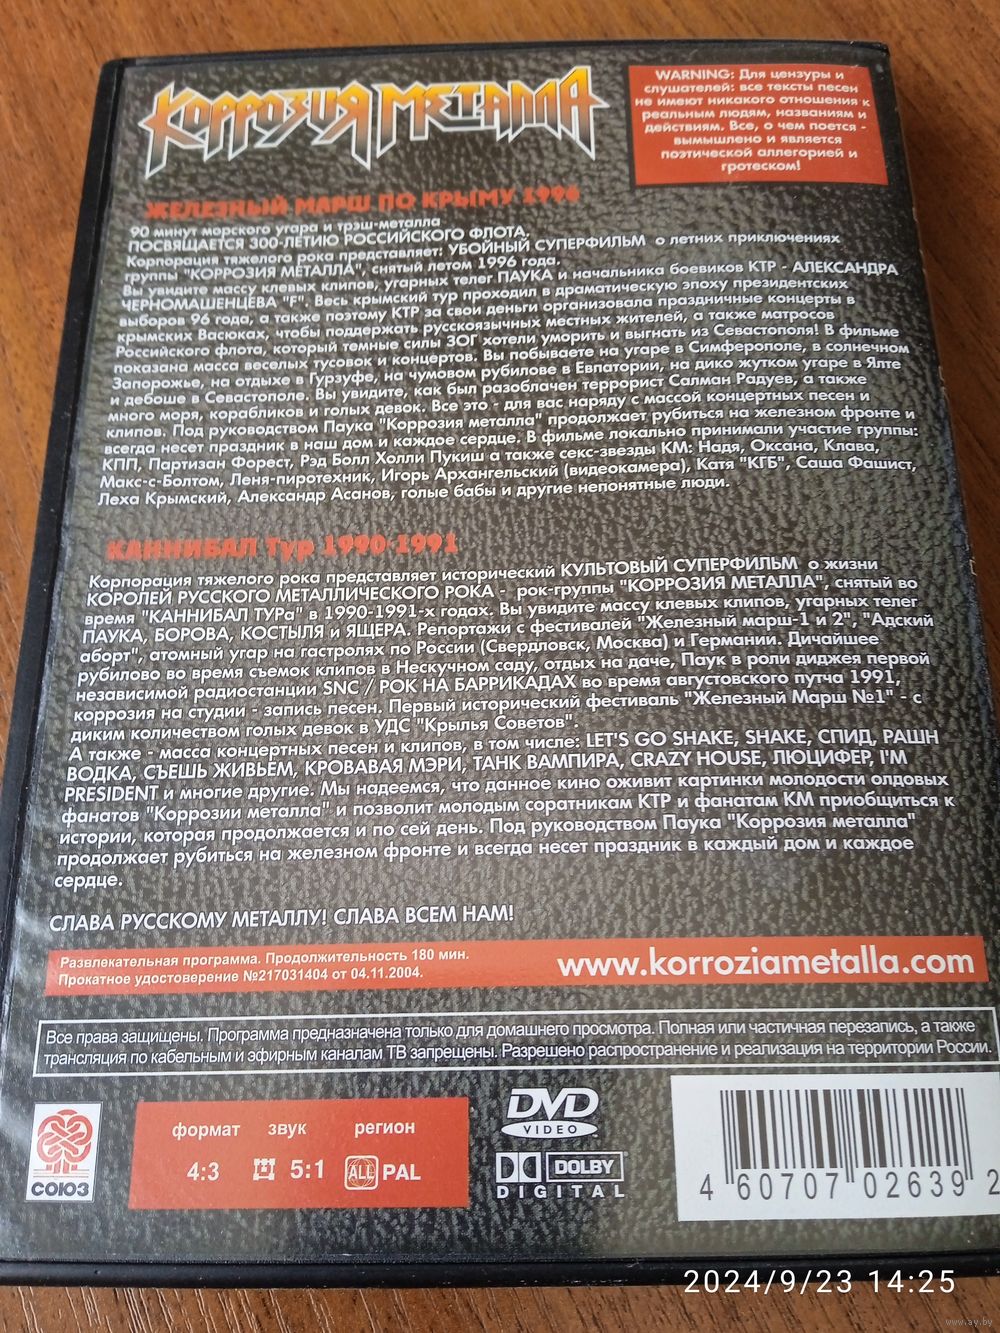 КОРРОЗИЯ МЕТАЛЛА
WARNING: Для цензуры и
слушателей: все тексты песен
не имеют никакого отношения к
реальным людям, названиям и
действиям. Все, о чем поется -
вымышлено и является
поэтической аллегорией и
гротеском!
ЖЕЛЕЗНЫЙ МАРШ ПО КРЫМУ 1996
90 минут морского угара и трэш-металла
ПОСВЯЩАЕТСЯ 300-ЛЕТИЮ РОССИЙСКОГО ФЛОТА.
Корпорация тяжелого рока представляет: УБОЙНЫЙ СУПЕРФИЛЬМ о летних приключениях
группы "КОРРОЗИЯ МЕТАЛЛА", снятый летом 1996 года.
Вы увидите массу клевых клипов, угарных телег ПАУКА и начальника боевиков КТР - АЛЕКСАНДРА
ЧЕРНОМАШЕНЦЕВА "F". Весь крымский тур проходил в драматическую эпоху президентских
выборов 96 года, а также поэтому КТР за свои деньги организовала праздничные концерты в
крымских Васюках, чтобы поддержать русскоязычных местных жителей, а также матросов
Российского флота, который темные силы ЗОГ хотели уморить и выгнать из Севастополя! В фильме
показана масса веселых тусовок и концертов. Вы побываете на угаре в Симферополе, в солнечном
Запорожье, на отдыхе в Гурзуфе, на чумовом рубилове в Евпатории, на дико жутком угаре в Ялте
и дебоше в Севастополе. Вы увидите, как был разоблачен террорист Салман Радуев, а также
много моря, корабликов и голых девок. Все это - для вас наряду с массой концертных песен и
клипов. Под руководством Паука "Коррозия металла" продолжает рубиться на железном фронте и
всегда несет праздник в наш дом и каждое сердце. В фильме локально принимали участие группы:
КПП, Партизан Форест, Рэд Болл Холли Пукиш а также секс-звезды КМ: Надя, Оксана, Клава,
Макс-с-Болтом, Леня-пиротехник, Игорь Архангельский (видеокамера), Катя "КГБ", Саша Фашист,
Леха Крымский, Александр Асанов, голые бабы и другие непонятные люди.
КАННИБАЛ Тур 1990-1991
Корпорация тяжелого рока представляет исторический КУЛЬТОВЫЙ СУПЕРФИЛЬМ о жизни
КОРОЛЕЙ РУССКОГО МЕТАЛЛИЧЕСКОГО РОКА - рок-группы "КОРРОЗИЯ МЕТАЛЛА", снятый во
время "КАННИБАЛ ТУРа" в 1990-1991-х годах. Вы увидите массу клевых клипов, угарных телег
ПАУКА, БОРОВА, КОСТЫЛЯ и ЯЩЕРА. Репортажи с фестивалей "Железный марш-1 и 2", "Адский
аборт", атомный угар на гастролях по России (Свердловск, Москва) и Германии. Дичайшее
рубилово во время съемок клипов в Нескучном саду, отдых на даче, Паук в роли диджея первой
независимой радиостанции SNC / РОК НА БАРРИКАДАХ во время августовского путча 1991,
коррозия на студии - запись песен. Первый исторический фестиваль "Железный Марш №1" - с
диким количеством голых девок в УДС "Крылья Советов".
А также - масса концертных песен и клипов, в том числе: LET'S GO SHAKE, SHAKE, СПИД, РАШН
ВОДКА, СЪЕШЬ ЖИВЬЕМ, КРОВАВАЯ МЭРИ, ТАНК ВАМПИРА, CRAZY HOUSE, ЛЮЦИФЕР, I'M
PRESIDENT и многие другие. Мы надеемся, что данное кино оживит картинки молодости олдовых
фанатов "Коррозии металла" и позволит молодым соратникам КТР и фанатам КМ приобщиться к
истории, которая продолжается и по сей день. Под руководством Паука "Коррозия металла"
продолжает рубиться на железном фронте и всегда несет праздник в каждый дом и каждое
сердце.
СЛАВА РУССКОМУ МЕТАЛЛУ! СЛАВА ВСЕМ НАМ!
Развлекательная программа. Продолжительность 180 мин.
Прокатное удостоверение №217031404 от 04.11.2004.
www.korroziametalla.com
Все права защищены. Программа предназначена только для домашнего просмотра. Полная или частичная перезапись, а также
трансляция по кабельным и эфирным каналам ТВ запрещены. Разрешено распространение и реализация на территории России.
СОЮЗ
формат звук регион
4:3 5:1 ALL PAL
DVD
VIDEO
DOLBY
DIGITAL
4 60707 02639 2
2024/9/23 14:25
www.ay.by